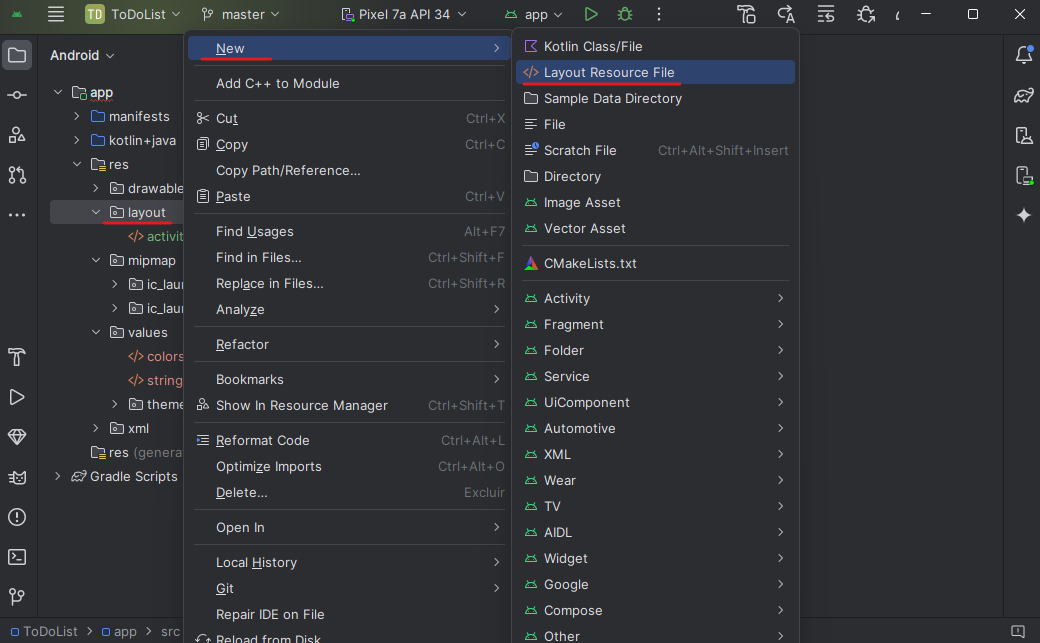 TD ToDoList master Pixel 7a API 34 app
Android
app
manifests
kotlin+java
res
drawable
layout
activit
mipmap
ic_lau
ic_lau
values
colors
string
theme
xml
res (genera
Gradle Scripts
New
Add C++ to Module
Cut Ctrl+X
Copy Ctrl+C
Copy Path/Reference...
Paste Ctrl+V
Find Usages Alt+F7
Find in Files... Ctrl+Shift+F
Replace in Files... Ctrl+Shift+R
Analyze
Refactor
Bookmarks
Show In Resource Manager Ctrl+Shift+T
Reformat Code Ctrl+Alt+L
Optimize Imports Ctrl+Alt+O
Delete... Excluir
Open In
Local History
Git
Repair IDE on File
Reload from Disk
Kotlin Class/File
Layout Resource File
Sample Data Directory
File
Scratch File Ctrl+Alt+Shift+Insert
Directory
Image Asset
Vector Asset
CMakeLists.txt
Activity
Fragment
Folder
Service
UiComponent
Automotive
XML
Wear
TV
AIDL
Widget
Google
Compose
Other
ToDoList app src